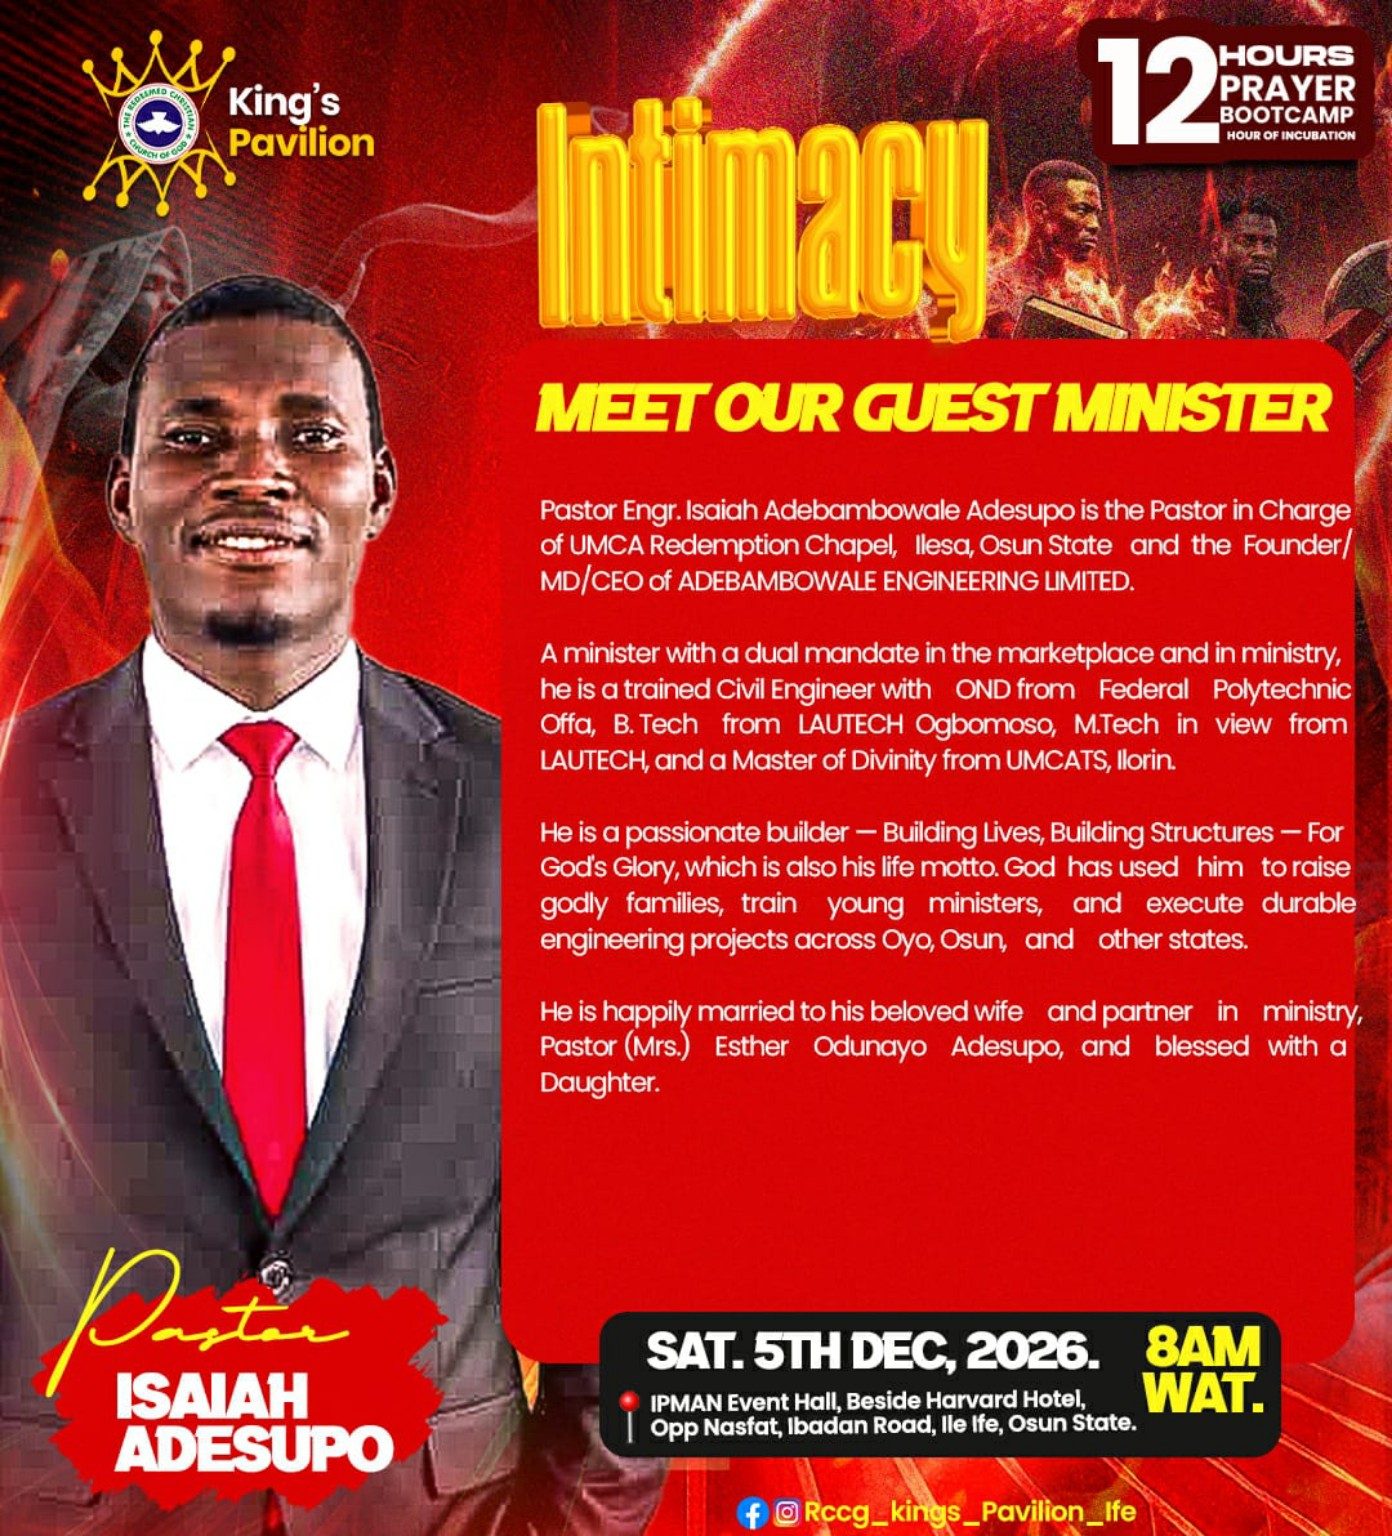 THE REDEEMED CHRISTIAN
CHURCH OF GOD
King's
Pavilion
Intimacy
12 HOURS
PRAYER
BOOTCAMP
HOUR OF INCUBATION
MEET OUR GUEST MINISTER
Pastor Engr. Isaiah Adebambowale Adesupo is the Pastor in Charge
of UMCA Redemption Chapel, Ilesa, Osun State and the Founder/
MD/CEO of ADEBAMBOWALE ENGINEERING LIMITED.
A minister with a dual mandate in the marketplace and in ministry,
he is a trained Civil Engineer with OND from Federal Polytechnic
Offa, B. Tech from LAUTECH Ogbomoso, M.Tech in view from
LAUTECH, and a Master of Divinity from UMCATS, Ilorin.
He is a passionate builder — Building Lives, Building Structures — For
God's Glory, which is also his life motto. God has used him to raise
godly families, train young ministers, and execute durable
engineering projects across Oyo, Osun, and other states.
He is happily married to his beloved wife and partner in ministry,
Pastor (Mrs.) Esther Odunayo Adesupo, and blessed with a
Daughter.
Pastor
ISAIAH
ADESUPO
SAT. 5TH DEC, 2026.
8AM
WAT.
IPMAN Event Hall, Beside Harvard Hotel,
Opp Nasfat, Ibadan Road, Ile Ife, Osun State.
Rccg_kings_Pavilion_Ife